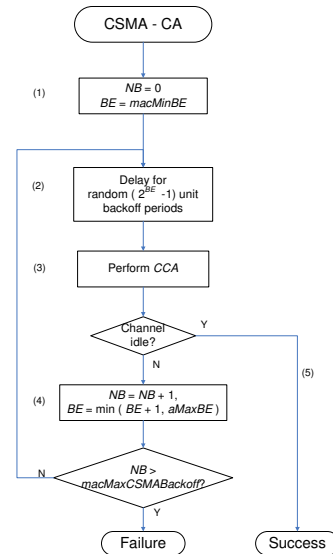 CSMA - CA
(1)
NB = 0
BE = macMinBE
(2)
Delay for
random ( 2^BE -1) unit
backoff periods
(3)
Perform CCA
Channel
idle?
Y
N
(5)
(4)
NB = NB + 1,
BE = min ( BE + 1, aMaxBE )
N
NB >
macMaxCSMABackoff?
Y
Failure
Success